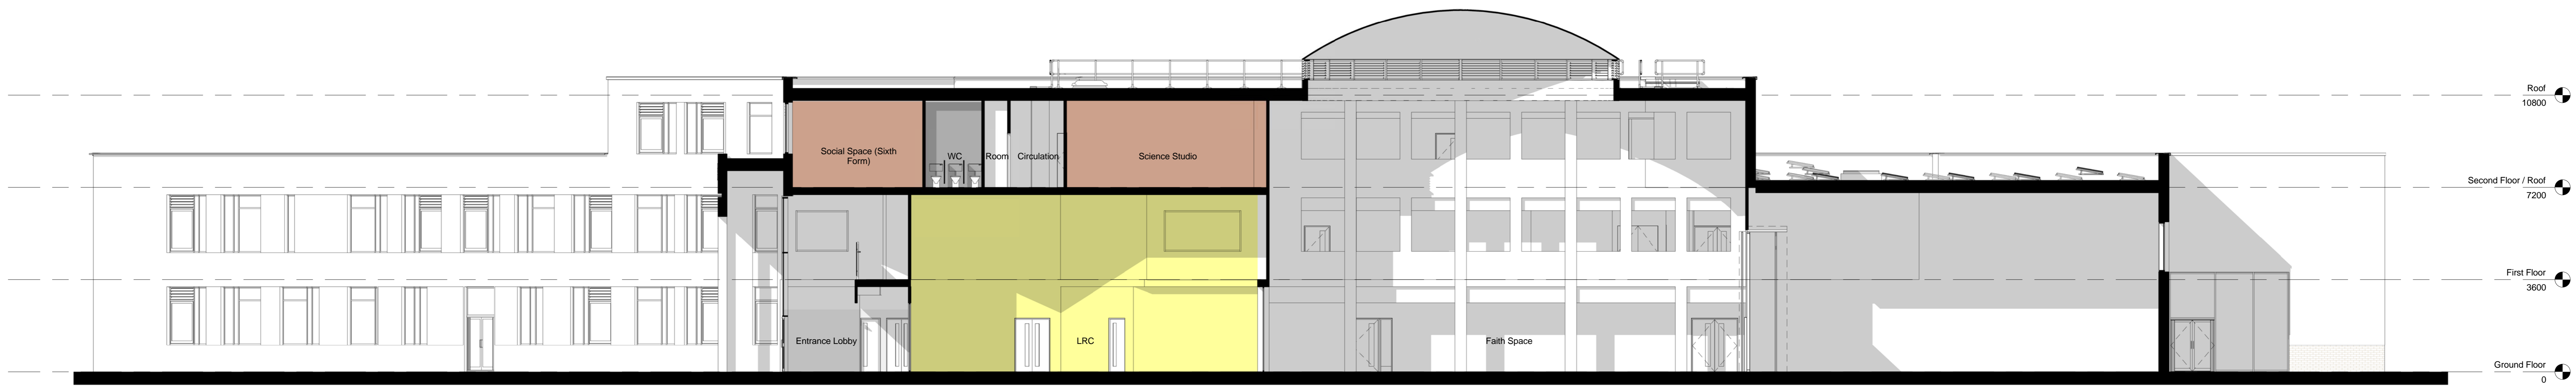 Roof
10800
Social Space (Sixth
Form)
WC
Room
Circulation
Science Studio
Second Floor / Roof
7200
First Floor
3600
Entrance Lobby
LRC
Faith Space
Ground Floor
0